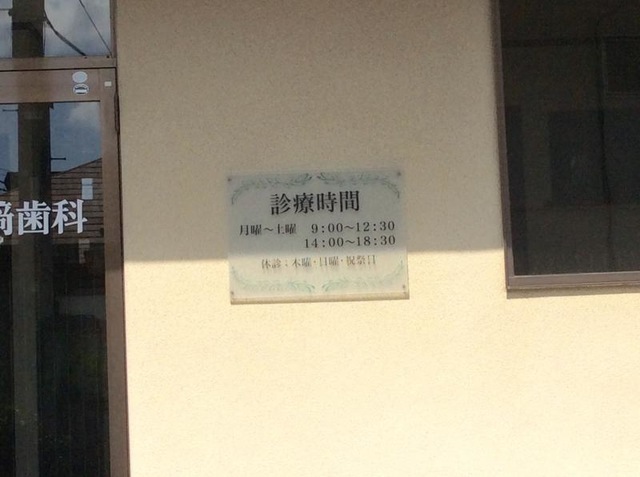 﨑歯科
診療時間
月曜～土曜　9:00～12:30
14:00～18:30
休診：木曜・日曜・祝祭日